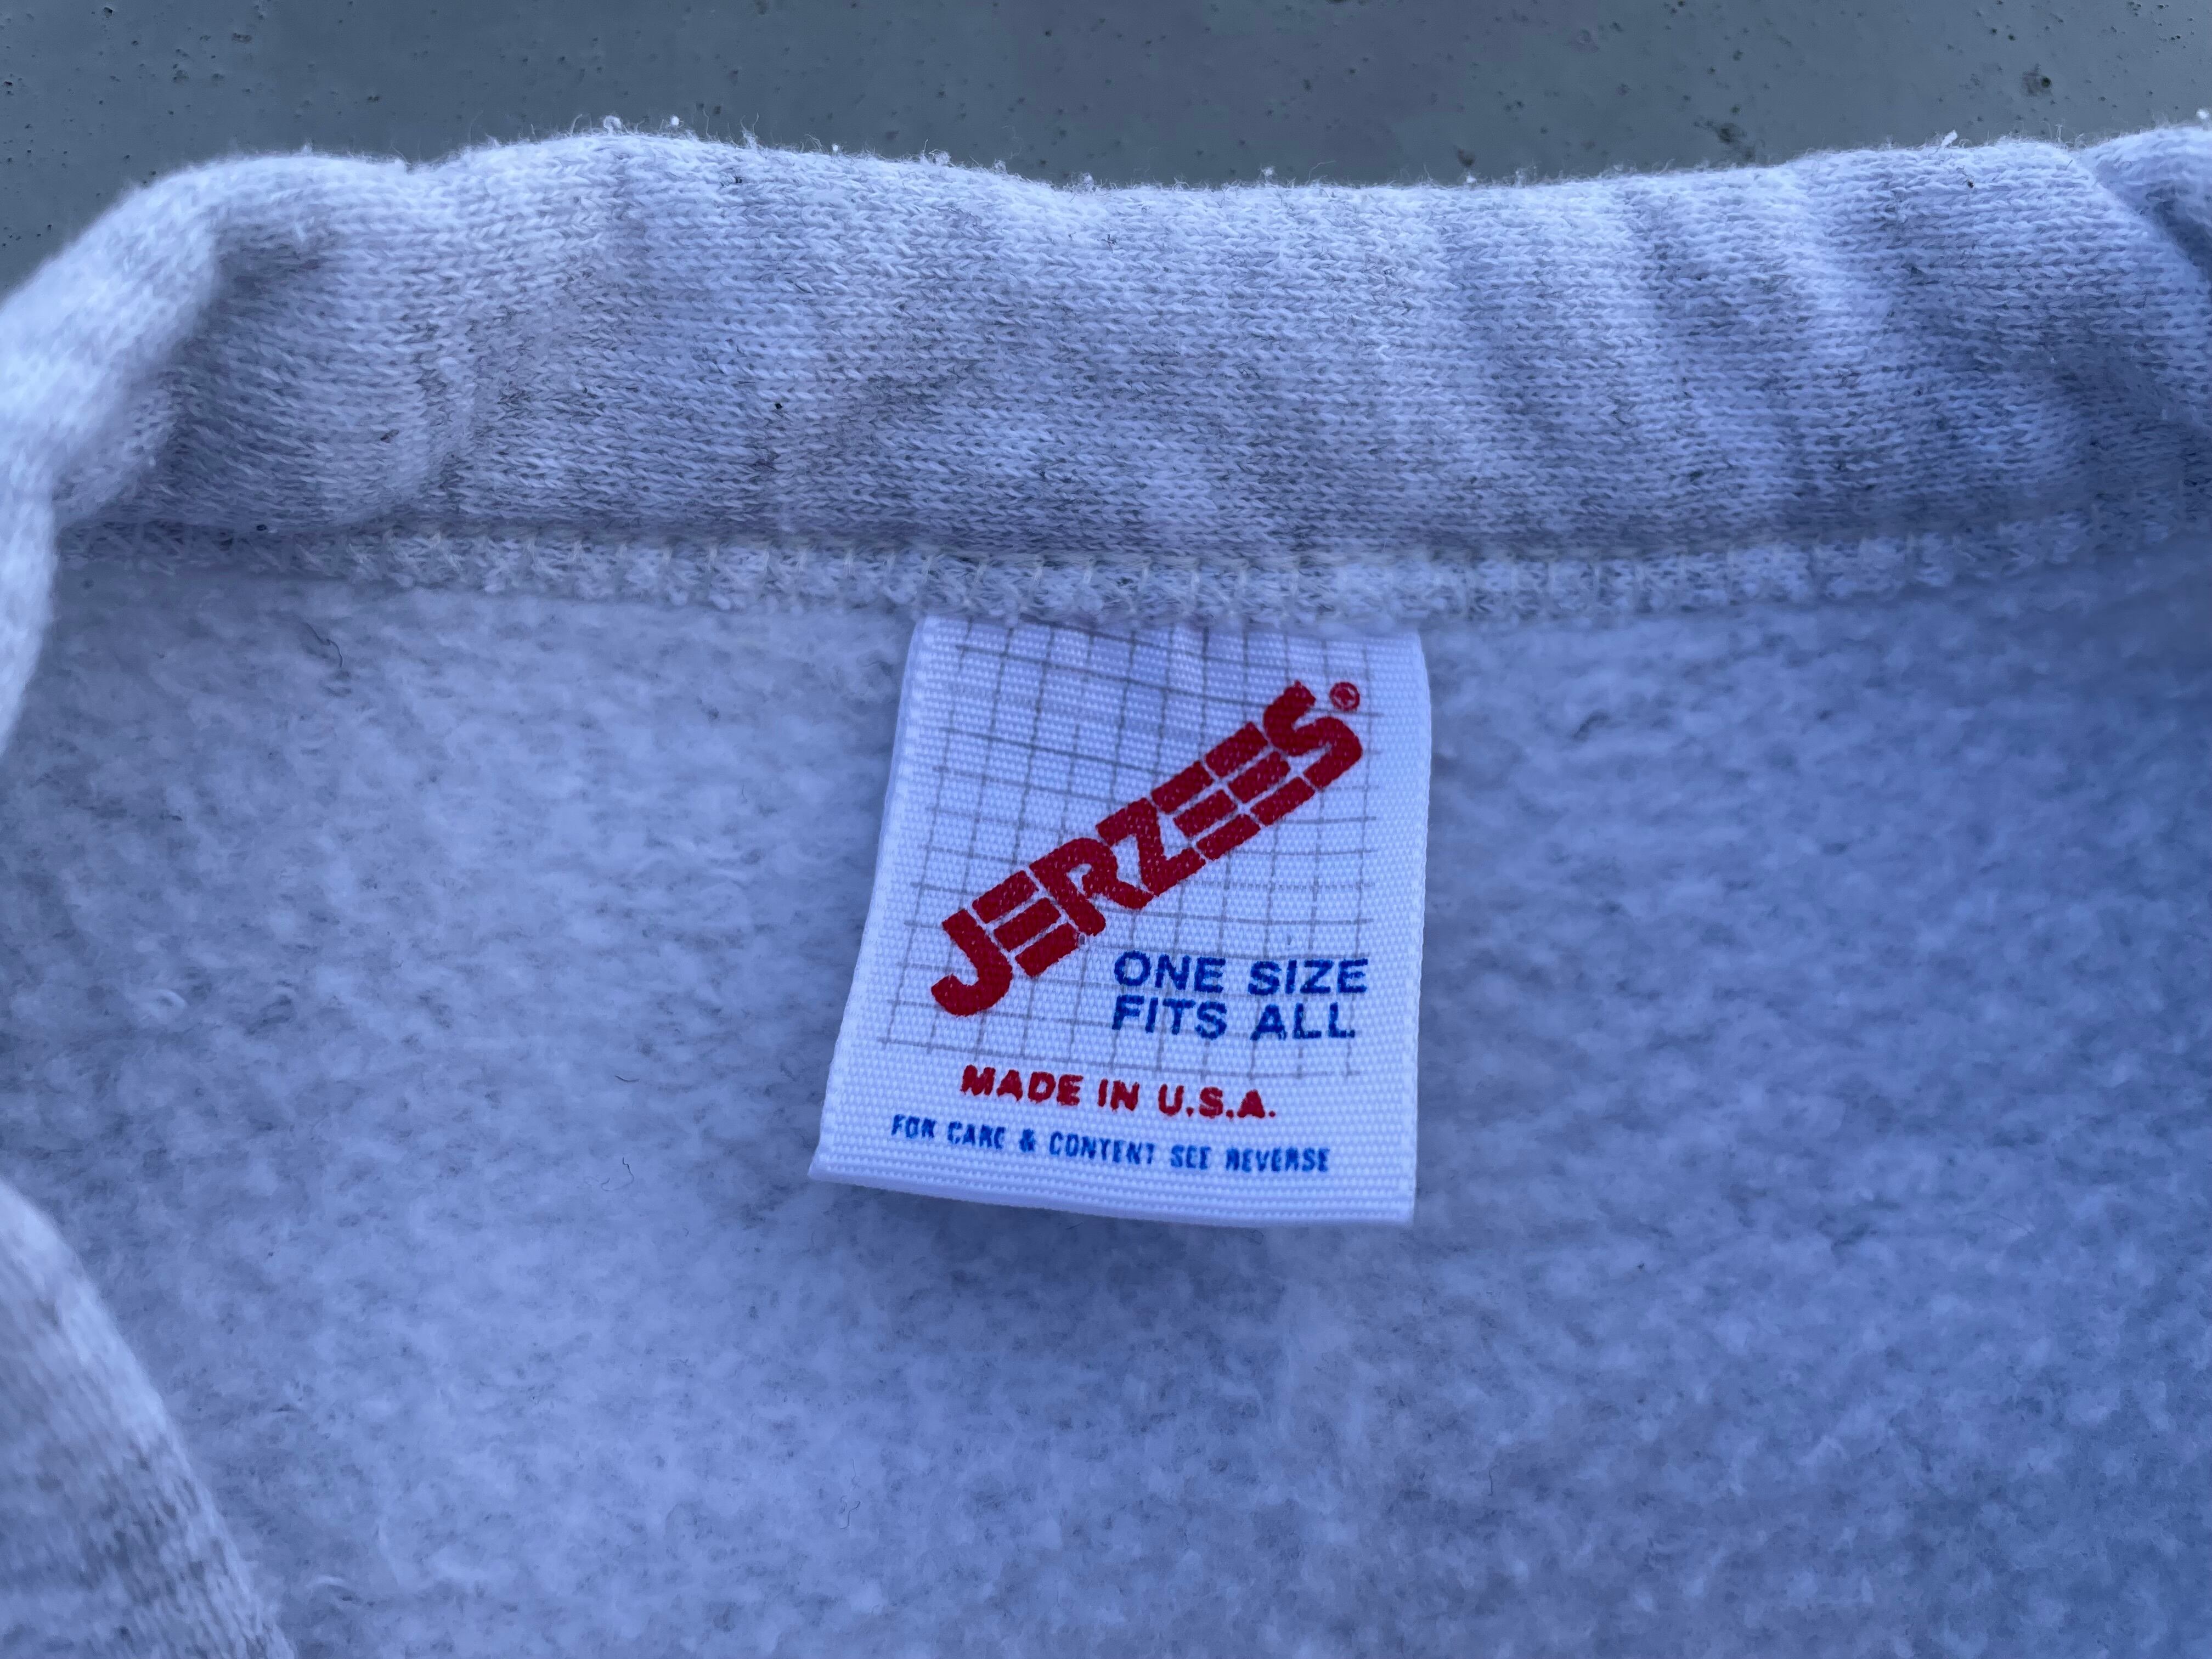 JERZEES®
ONE SIZE
FITS ALL
MADE IN U.S.A.
FOR CARE & CONTENT SEE REVERSE